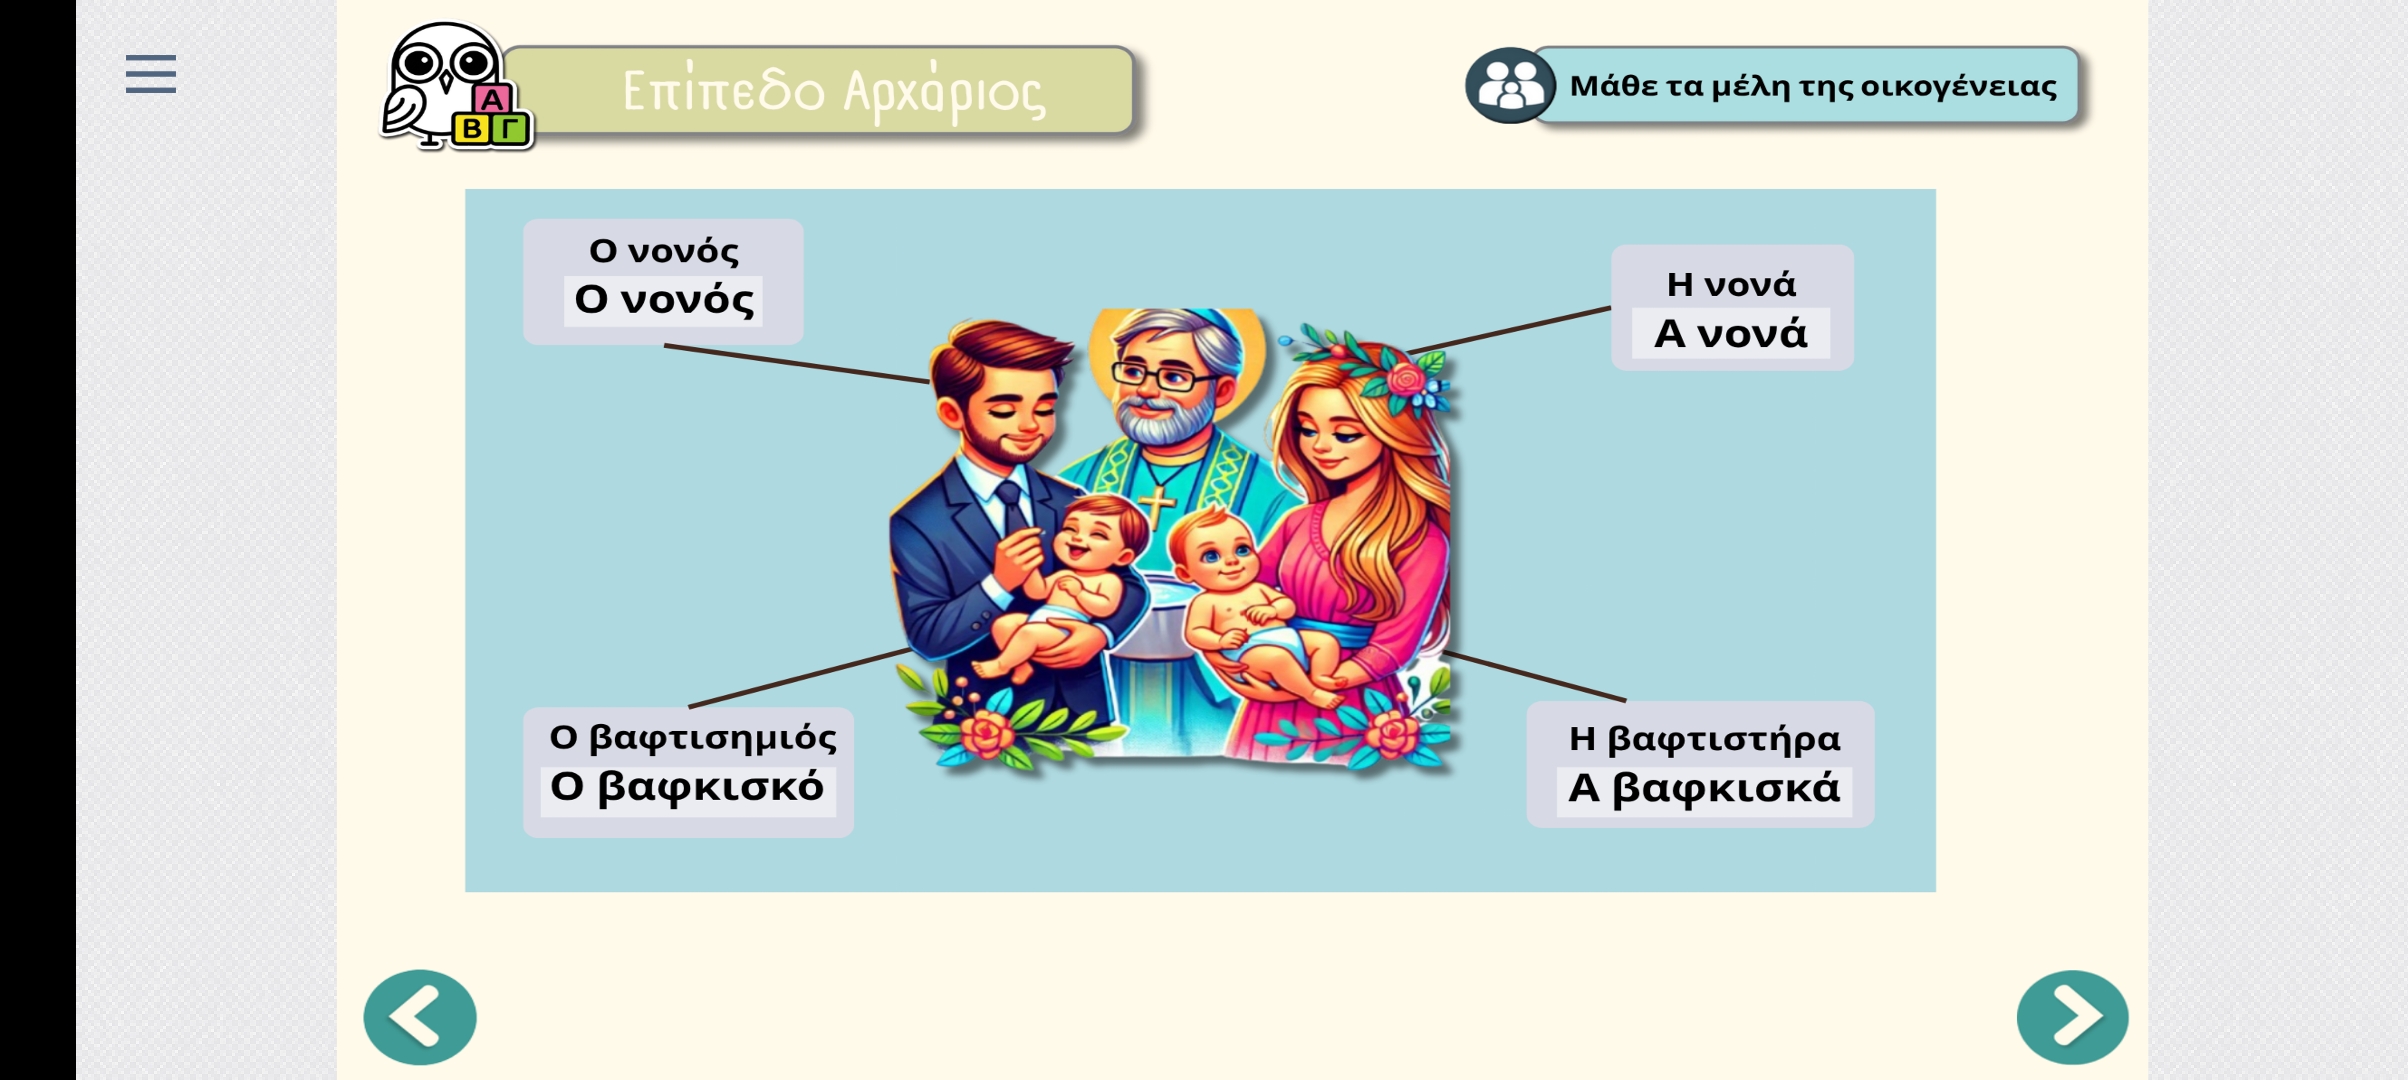 Επίπεδο Αρχάριος
Μάθε τα μέλη της οικογένειας
Α
Β Γ
Ο νονός
Ο νονός
Η νονά
Α νονά
Ο βαφτισημιός
Ο βαφκισκό
Η βαφτιστήρα
Α βαφκισκά